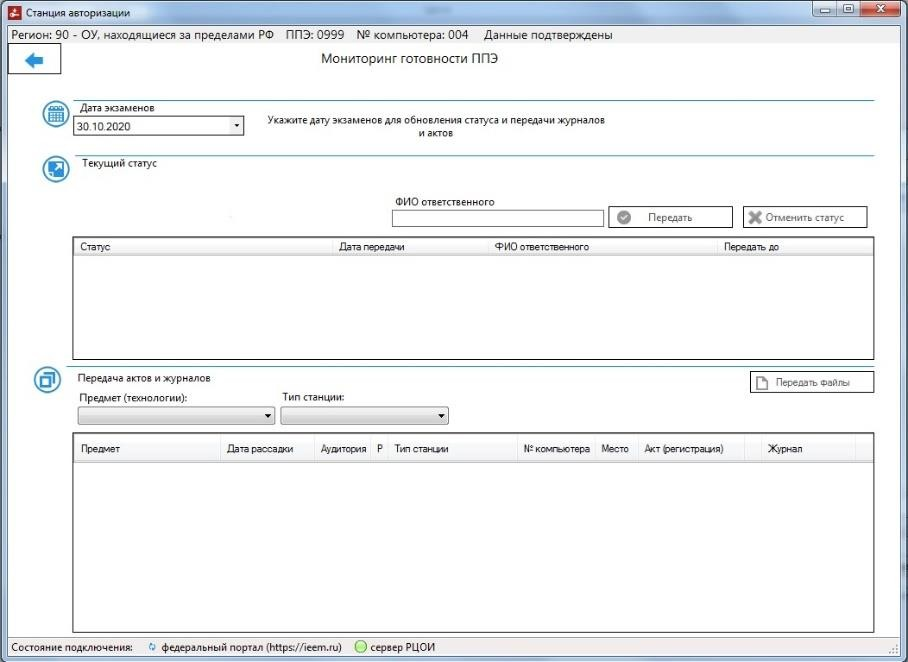 Станция авторизации
Регион: 90 - ОУ, находящиеся за пределами РФ ППЭ: 0999 № компьютера: 004 Данные подтверждены
Мониторинг готовности ППЭ
Дата экзаменов
30.10.2020
Укажите дату экзаменов для обновления статуса и передачи журналов
и актов
Текущий статус
ФИО ответственного
Передать
Отменить статус
Статус Дата передачи ФИО ответственного Передать до
Передача актов и журналов
Передать файлы
Предмет (технологии): Тип станции:
Предмет Дата рассадки Аудитория Р Тип станции № компьютера Место Акт (регистрация) Журнал
Состояние подключения: федеральный портал (https://ieem.ru) сервер РЦОИ